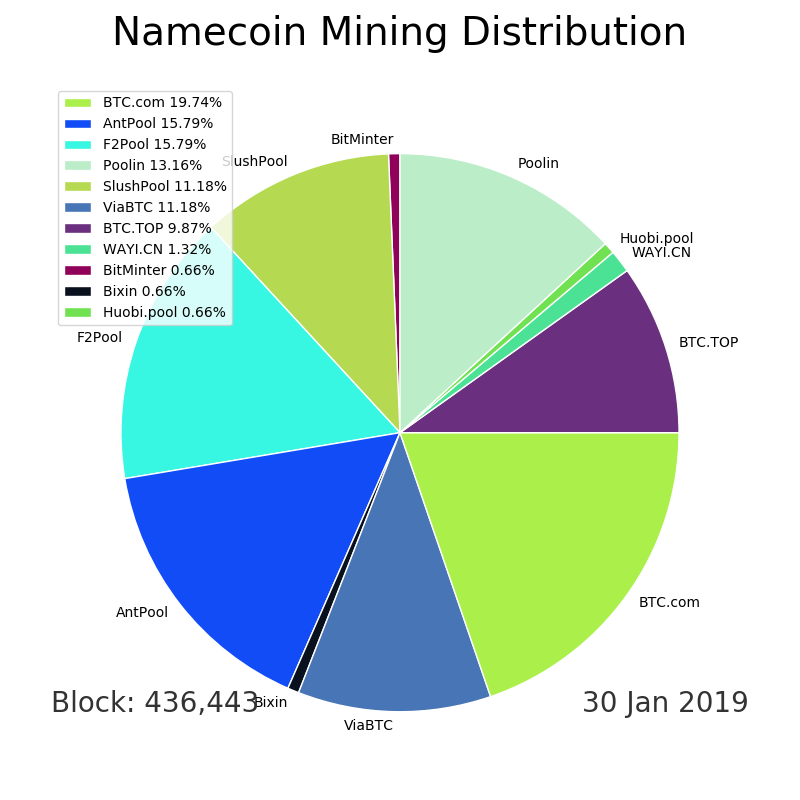 Namecoin Mining Distribution
BTC.com 19.74%
AntPool 15.79%
F2Pool 15.79%
Poolin 13.16%
SlushPool 11.18%
ViaBTC 11.18%
BTC.TOP 9.87%
WAYI.CN 1.32%
BitMinter 0.66%
Bixin 0.66%
Huobi.pool 0.66%
BitMinter
SlushPool
Poolin
Huobi.pool
WAYI.CN
F2Pool
BTC.TOP
AntPool
BTC.com
Bixin
ViaBTC
Block: 436,443
30 Jan 2019